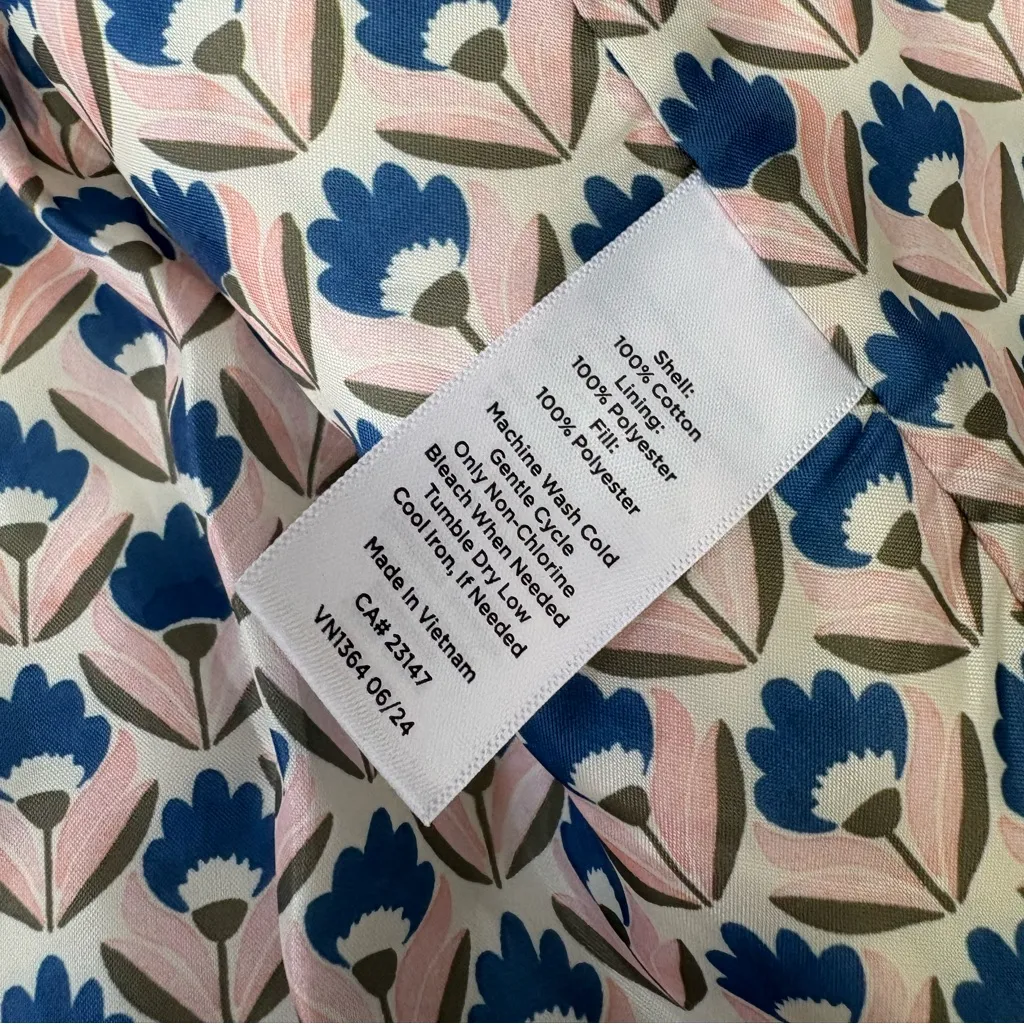 Shell:
100% Cotton
Lining:
100% Polyester
Fill:
100% Polyester
Machine Wash Cold
Gentle Cycle
Only Non-Chlorine
Bleach When Needed
Tumble Dry Low
Cool Iron, If Needed
Made In Vietnam
CA# 23147
VN1364 06/24